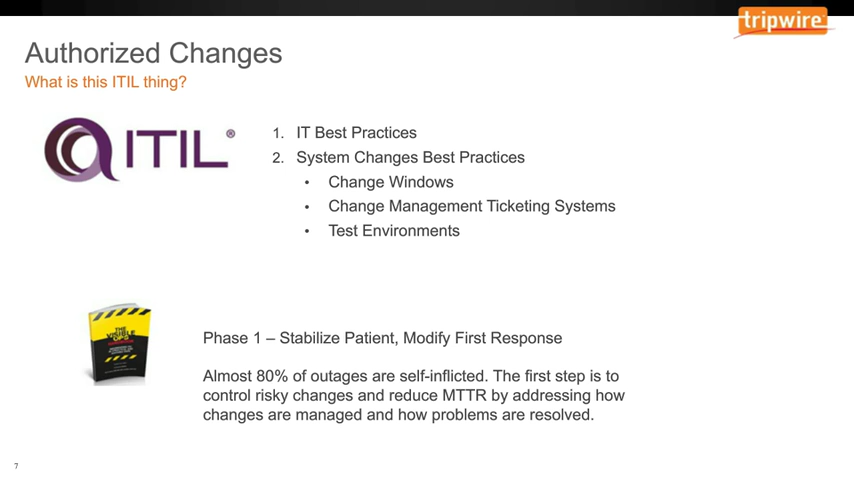 tripwire
Authorized Changes
What is this ITIL thing?
ITIL®
1. IT Best Practices
2. System Changes Best Practices
• Change Windows
• Change Management Ticketing Systems
• Test Environments
THE
VISIBLE
OPS
Phase 1 – Stabilize Patient, Modify First Response
Almost 80% of outages are self-inflicted. The first step is to
control risky changes and reduce MTTR by addressing how
changes are managed and how problems are resolved.
7